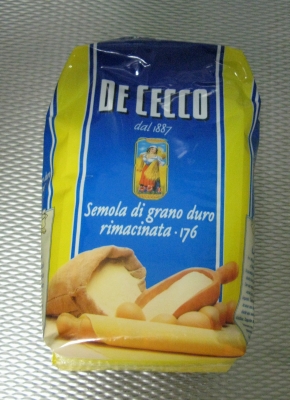 DE CECCO
dal 1887
Semola di grano duro
rimacinata · 176